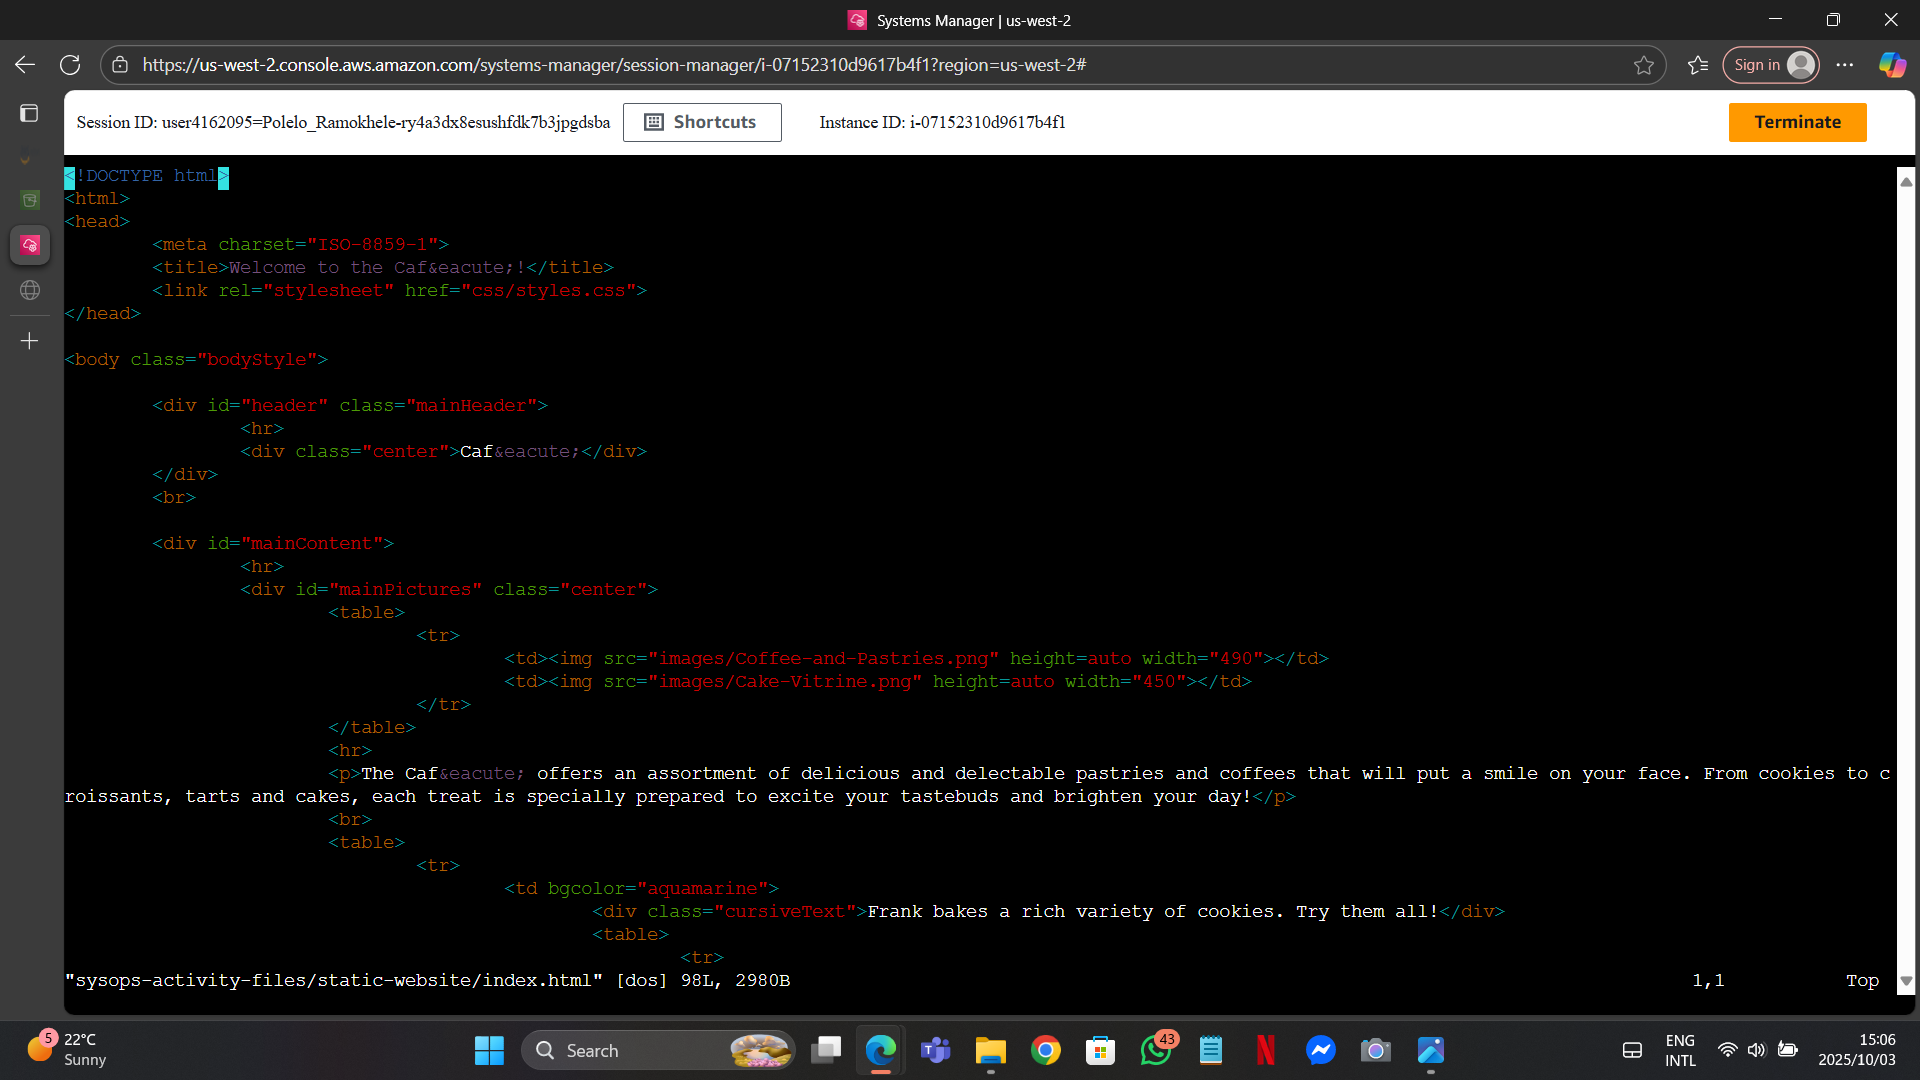 Systems Manager | us-west-2
https://us-west-2.console.aws.amazon.com/systems-manager/session-manager/i-07152310d9617b4f1?region=us-west-2#
Sign in
Session ID: user4162095=Polelo_Ramokhele-ry4a3dx8esushfdk7b3jpgdsba
Shortcuts
Instance ID: i-07152310d9617b4f1
Terminate
<!DOCTYPE html>
<html>
<head>
<meta charset="ISO-8859-1">
<title>Welcome to the Caf&eacute;!</title>
<link rel="stylesheet" href="css/styles.css">
</head>
<body class="bodyStyle">
<div id="header" class="mainHeader">
<hr>
<div class="center">Caf&eacute;</div>
</div>
<br>
<div id="mainContent">
<hr>
<div id="mainPictures" class="center">
<table>
<tr>
<td><img src="images/Coffee-and-Pastries.png" height=auto width="490"></td>
<td><img src="images/Cake-Vitrine.png" height=auto width="450"></td>
</tr>
</table>
<hr>
<p>The Caf&eacute; offers an assortment of delicious and delectable pastries and coffees that will put a smile on your face. From cookies to c
roissants, tarts and cakes, each treat is specially prepared to excite your tastebuds and brighten your day!</p>
<br>
<table>
<tr>
<td bgcolor="aquamarine">
<div class="cursiveText">Frank bakes a rich variety of cookies. Try them all!</div>
<table>
<tr>
"sysops-activity-files/static-website/index.html" [dos] 98L, 2980B
1,1
Top
5
22°C
Sunny
Search
43
ENG
INTL
15:06
2025/10/03